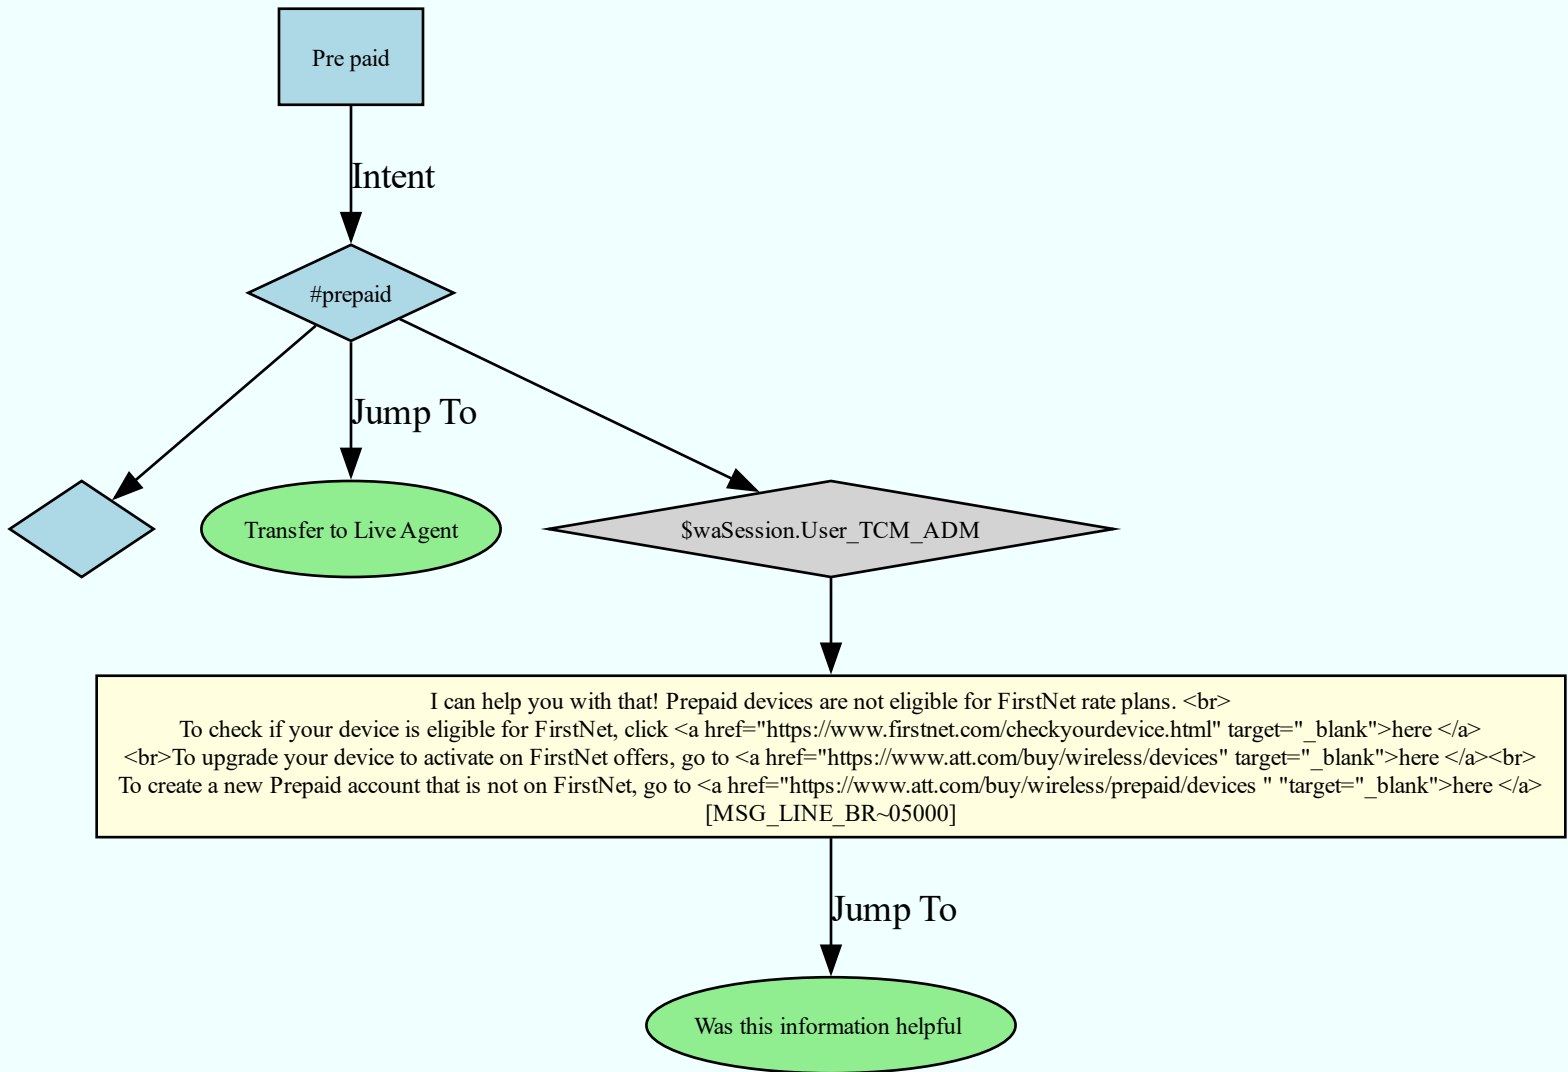 Pre paid
Intent
#prepaid
Jump To
Transfer to Live Agent
$waSession.User_TCM_ADM
I can help you with that! Prepaid devices are not eligible for FirstNet rate plans. <br>
To check if your device is eligible for FirstNet, click <a href="https://www.firstnet.com/checkyourdevice.html" target="_blank">here </a>
<br>To upgrade your device to activate on FirstNet offers, go to <a href="https://www.att.com/buy/wireless/devices" target="_blank">here </a><br>
To create a new Prepaid account that is not on FirstNet, go to <a href="https://www.att.com/buy/wireless/prepaid/devices " "target="_blank">here </a>
[MSG_LINE_BR~05000]
Jump To
Was this information helpful